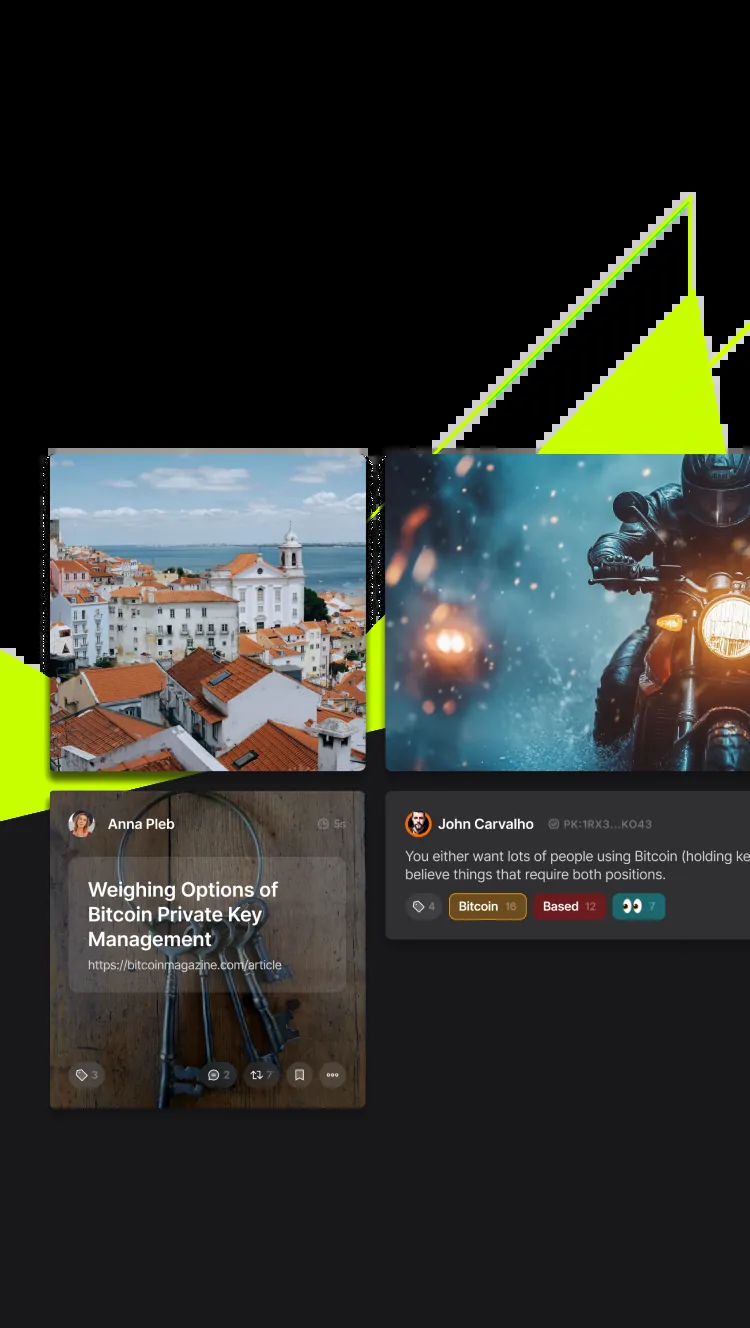 Anna Pleb
5s
Weighing Options of
Bitcoin Private Key
Management
https://bitcoinmagazine.com/article
3
2
7
John Carvalho
PK:1RX3...KO43
You either want lots of people using Bitcoin (holding ke
believe things that require both positions.
4
Bitcoin 16
Based 12
👀 7